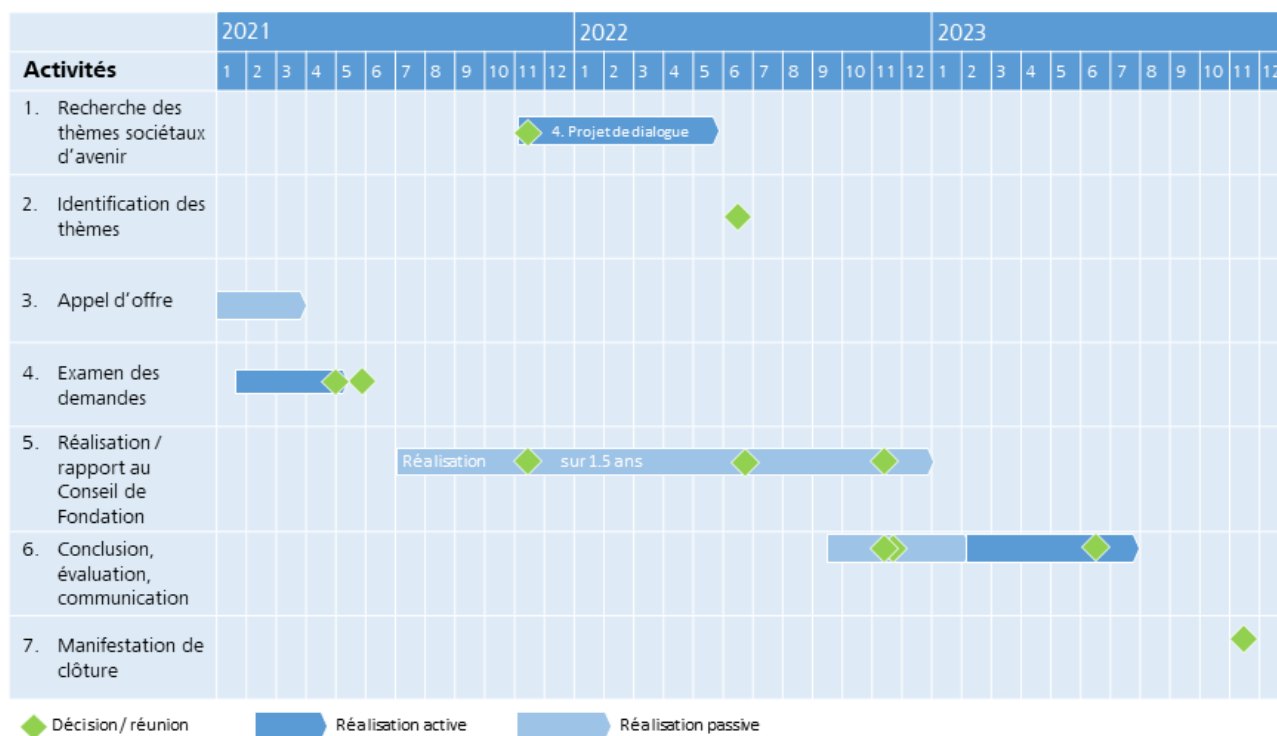 2021 2022 2023
Activités 1 2 3 4 5 6 7 8 9 10 11 12 1 2 3 4 5 6 7 8 9 10 11 12 1 2 3 4 5 6 7 8 9 10 11 12
1. Recherche des
thèmes sociétaux
d'avenir
4. Projet de dialogue
2. Identification des
thèmes
3. Appel d'offre
4. Examen des
demandes
5. Réalisation /
rapport au
Conseil de
Fondation
Réalisation sur 1.5 ans
6. Conclusion,
évaluation,
communication
7. Manifestation de
clôture
Décision / réunion Réalisation active Réalisation passive